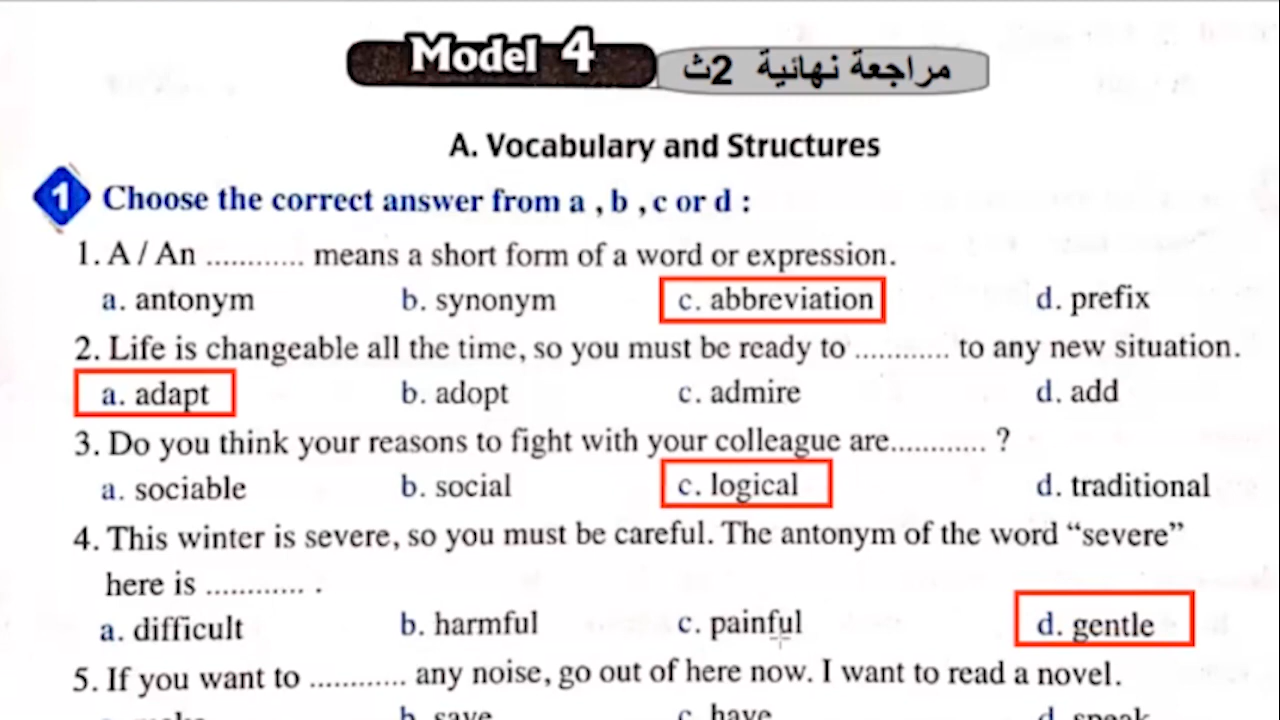 Model 4 مراجعة نهائية 2ث
A. Vocabulary and Structures
1 Choose the correct answer from a , b , c or d :
1. A / An ............ means a short form of a word or expression.
a. antonym b. synonym c. abbreviation d. prefix
2. Life is changeable all the time, so you must be ready to ............ to any new situation.
a. adapt b. adopt c. admire d. add
3. Do you think your reasons to fight with your colleague are............ ?
a. sociable b. social c. logical d. traditional
4. This winter is severe, so you must be careful. The antonym of the word “severe”
here is ............ .
a. difficult b. harmful c. painful d. gentle
5. If you want to ............ any noise, go out of here now. I want to read a novel.
a. make b. save c. have d. speak